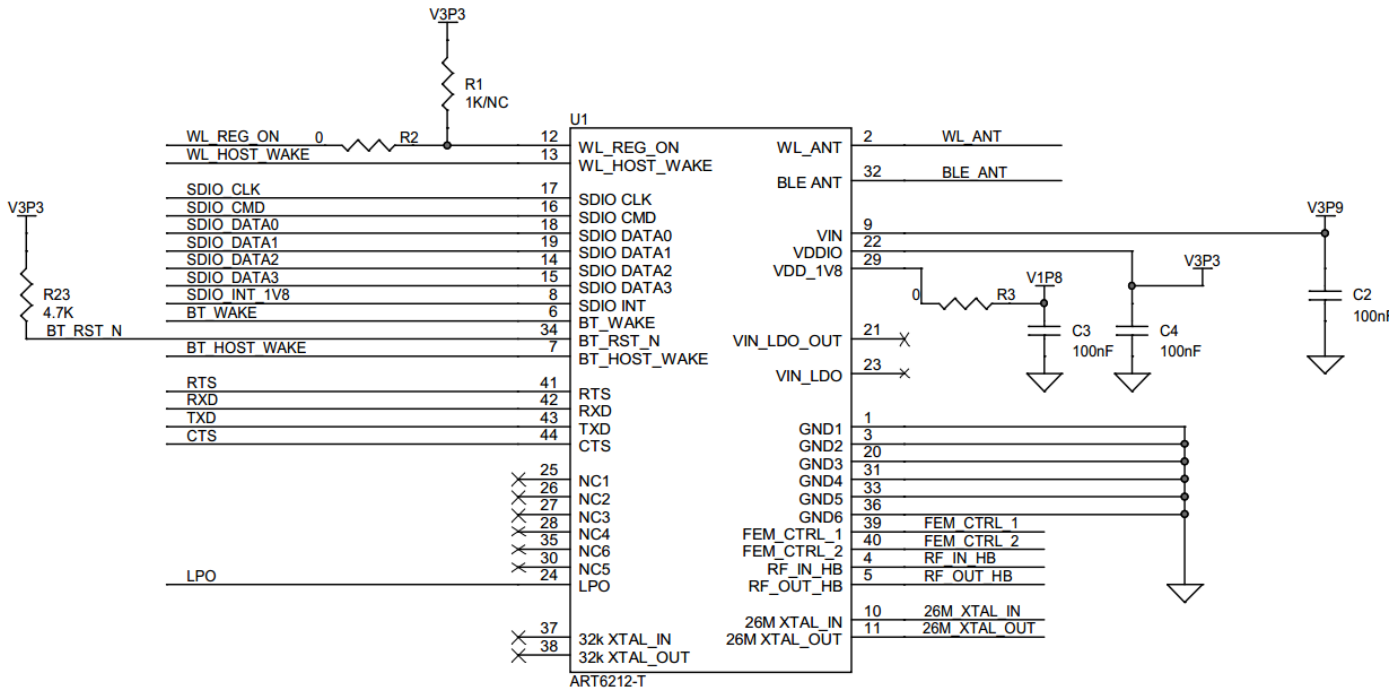 V3P3
R1
1K/NC
U1
WL_REG_ON 0 R2 12 WL_REG_ON
WL_HOST_WAKE 13 WL_HOST_WAKE
SDIO_CLK 17 SDIO CLK
SDIO_CMD 16 SDIO CMD
SDIO_DATA0 18 SDIO DATA0
SDIO_DATA1 19 SDIO DATA1
SDIO_DATA2 14 SDIO DATA2
SDIO_DATA3 15 SDIO DATA3
SDIO_INT_1V8 8 SDIO INT
BT_WAKE 6 BT_WAKE
V3P3
R23
4.7K
BT_RST_N 34 BT_RST_N
BT_HOST_WAKE 7 BT_HOST_WAKE
RTS 41 RTS
RXD 42 RXD
TXD 43 TXD
CTS 44 CTS
25 NC1
26 NC2
27 NC3
28 NC4
35 NC6
30 NC5
LPO 24 LPO
37 32k XTAL_IN
38 32k XTAL_OUT
WL_ANT 2 WL_ANT
BLE ANT 32 BLE_ANT
VIN 9 V3P9
VDDIO 22 V3P3
VDD_1V8 29
0 R3 V1P8
C3
100nF
C4
100nF
C2
100nF
VIN_LDO_OUT 21
VIN_LDO 23
GND1 1
GND2 3
GND3 20
GND4 31
GND5 33
GND6 36
FEM_CTRL_1 39 FEM_CTRL_1
FEM_CTRL_2 40 FEM_CTRL_2
RF_IN_HB 4 RF_IN_HB
RF_OUT_HB 5 RF_OUT_HB
26M XTAL_IN 10 26M_XTAL_IN
26M XTAL_OUT 11 26M_XTAL_OUT
ART6212-T